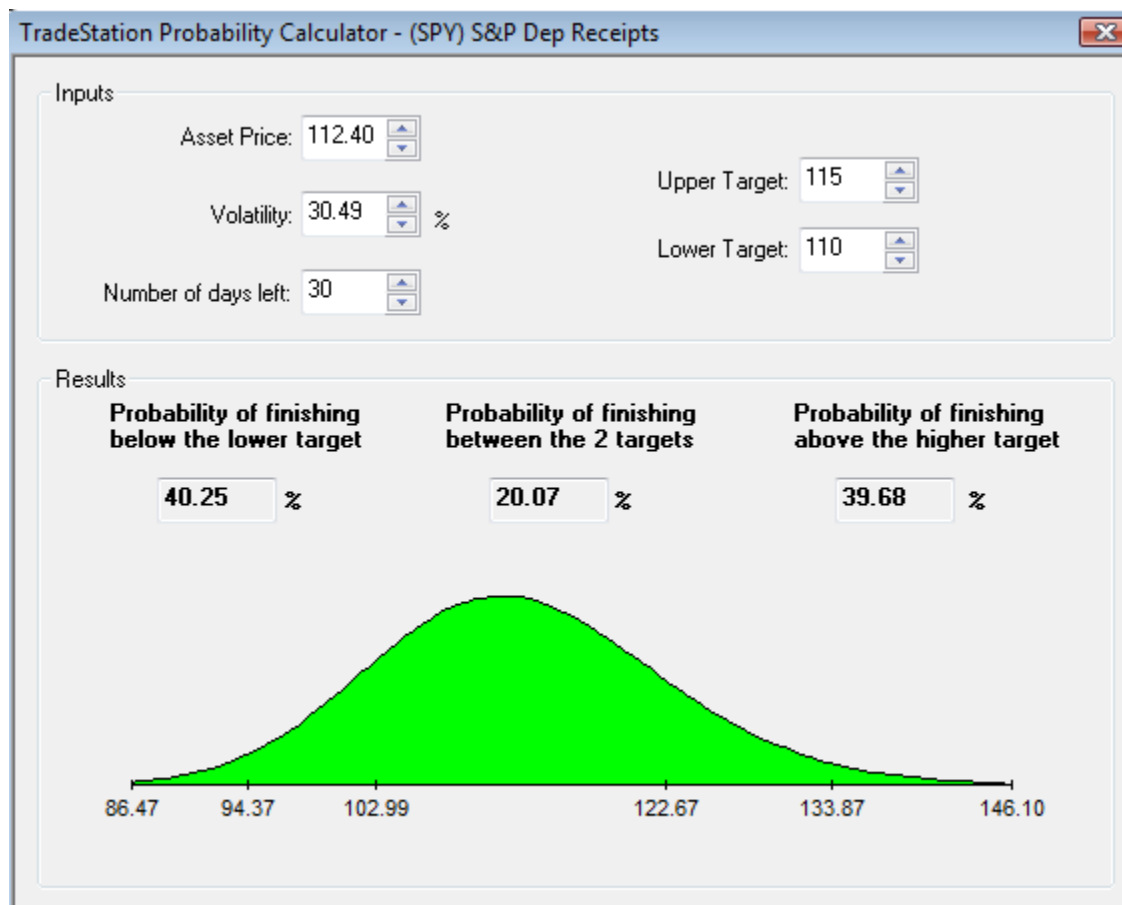 TradeStation Probability Calculator - (SPY) S&P Dep Receipts
Inputs
Asset Price: 112.40
Upper Target: 115
Volatility: 30.49 %
Lower Target: 110
Number of days left: 30
Results
Probability of finishing
below the lower target
40.25 %
Probability of finishing
between the 2 targets
20.07 %
Probability of finishing
above the higher target
39.68 %
86.47 94.37 102.99 122.67 133.87 146.10